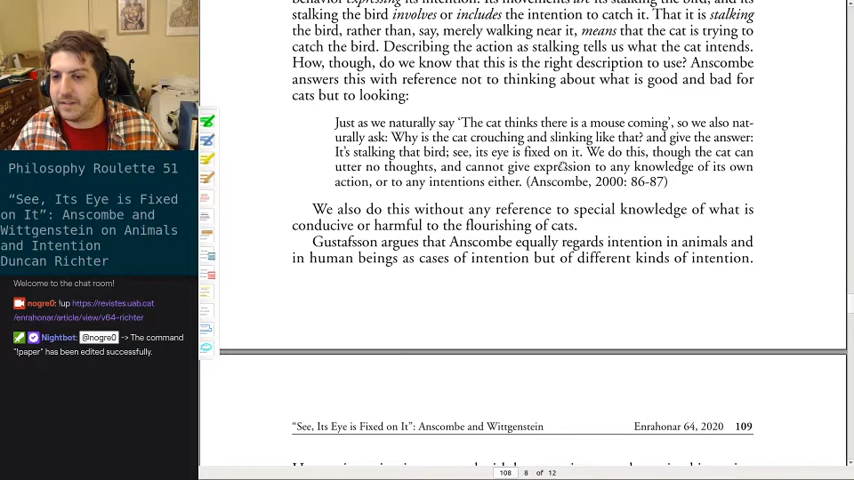 behavior expressing its intention. Its movements are its stalking the bird, and its
stalking the bird involves or includes the intention to catch it. That it is stalking
the bird, rather than, say, merely walking near it, means that the cat is trying to
catch the bird. Describing the action as stalking tells us what the cat intends.
How, though, do we know that this is the right description to use? Anscombe
answers this with reference not to thinking about what is good and bad for
cats but to looking:
Just as we naturally say ‘The cat thinks there is a mouse coming’, so we also nat-
urally ask: Why is the cat crouching and slinking like that? and give the answer:
It’s stalking that bird; see, its eye is fixed on it. We do this, though the cat can
utter no thoughts, and cannot give expression to any knowledge of its own
action, or to any intentions either. (Anscombe, 2000: 86-87)
We also do this without any reference to special knowledge of what is
conducive or harmful to the flourishing of cats.
Gustafsson argues that Anscombe equally regards intention in animals and
in human beings as cases of intention but of different kinds of intention.
“See, Its Eye is Fixed on It”: Anscombe and Wittgenstein
Enrahonar 64, 2020 109
108 8 of 12
Philosophy Roulette 51
“See, Its Eye is Fixed
on It”: Anscombe and
Wittgenstein on Animals
and Intention
Duncan Richter
Welcome to the chat room!
nogre0: !up https://revistes.uab.cat
/enrahonar/article/view/v64-richter
Nightbot: @nogre0 -> The command
"!paper" has been edited successfully.